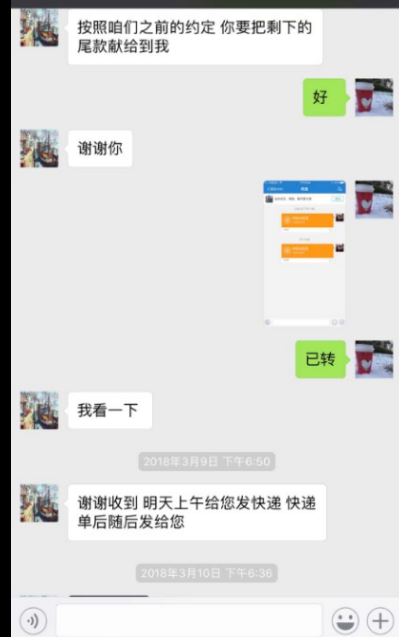 按照咱们之前的约定 你要把剩下的
尾款献给到我
好
谢谢你
已转
我看一下
2018年3月9日 下午6:50
谢谢收到 明天上午给您发快递 快递
单后随后发给您
2018年3月10日 下午6:36